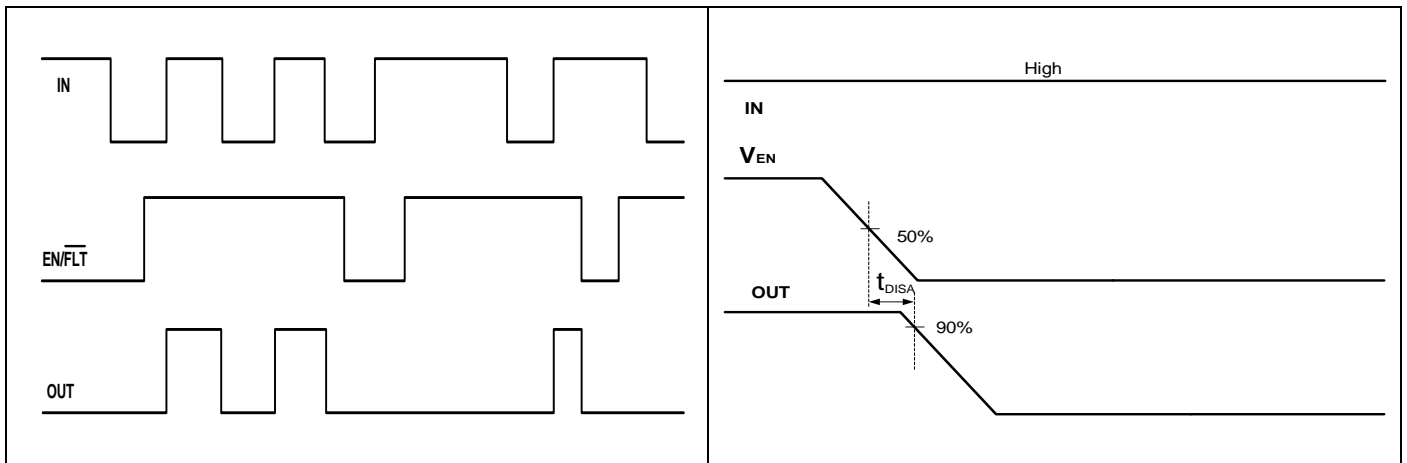 IN
EN/FLT
OUT
High
IN
VEN
50%
OUT
tDISA
90%